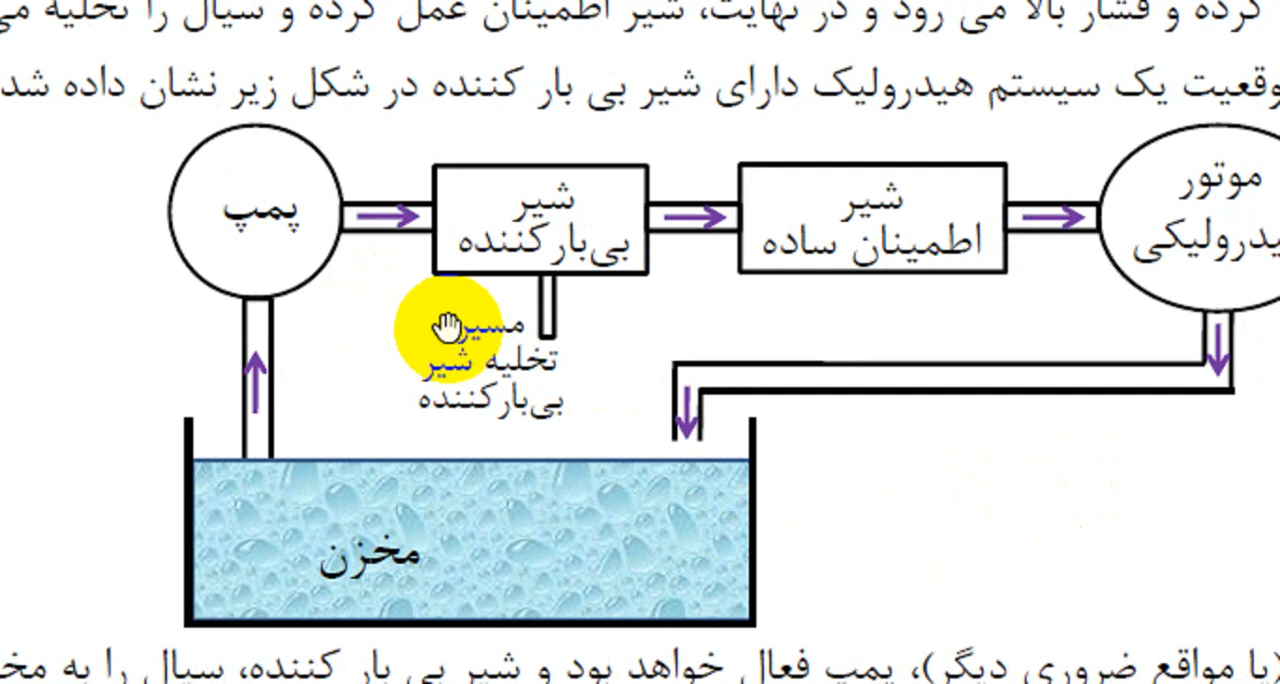 کرده و فشار بالا می رود و در نهایت، شیر اطمینان عمل کرده و سیال را تخلیه می
یک سیستم هیدرولیک دارای شیر بی بار کننده در شکل زیر نشان داده شد
پمپ
شیر
بی‌بارکننده
شیر
اطمینان ساده
موتور
مسیر
تخلیه شیر
بی‌بارکننده
مخزن
(یا مواقع ضروری دیگر)، پمپ فعال خواهد بود و شیر بی بار کننده، سیال را به